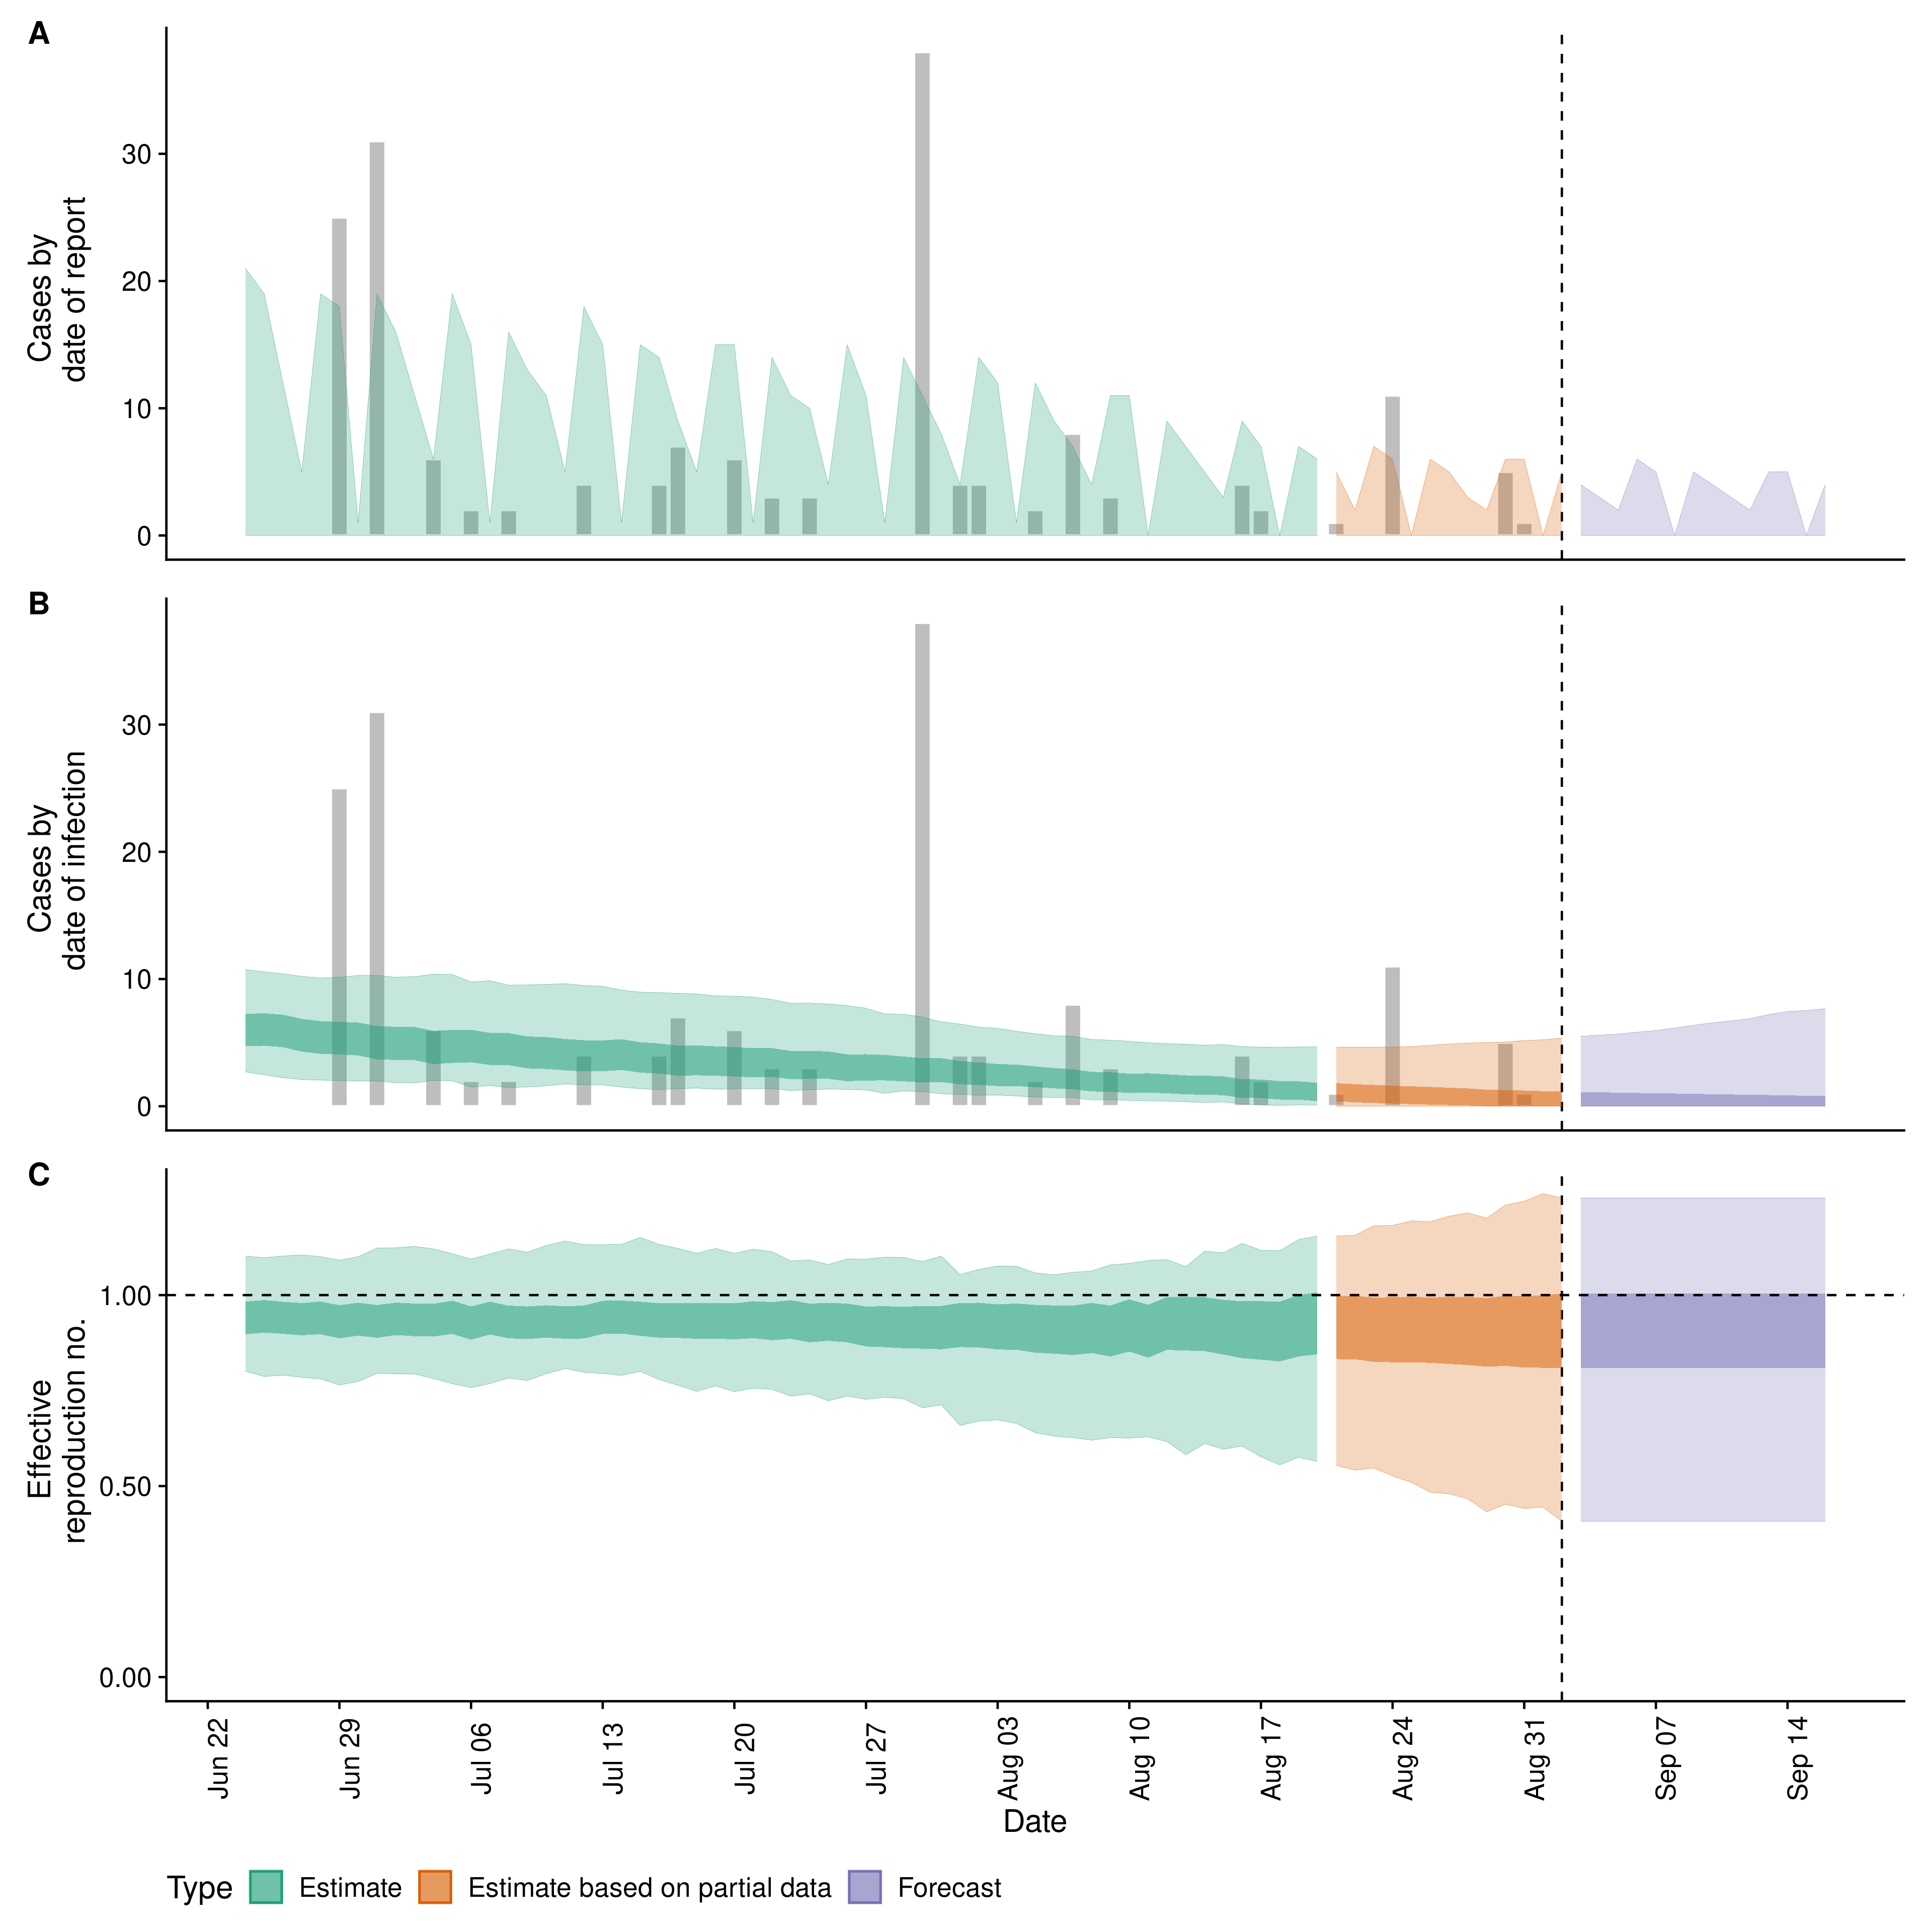 A
Cases by
date of report
30
20
10
0
B
Cases by
date of infection
30
20
10
0
C
Effective
reproduction no.
1.00
0.50
0.00
Jun 22
Jun 29
Jul 06
Jul 13
Jul 20
Jul 27
Aug 03
Aug 10
Aug 17
Aug 24
Aug 31
Sep 07
Sep 14
Date
Type Estimate Estimate based on partial data Forecast